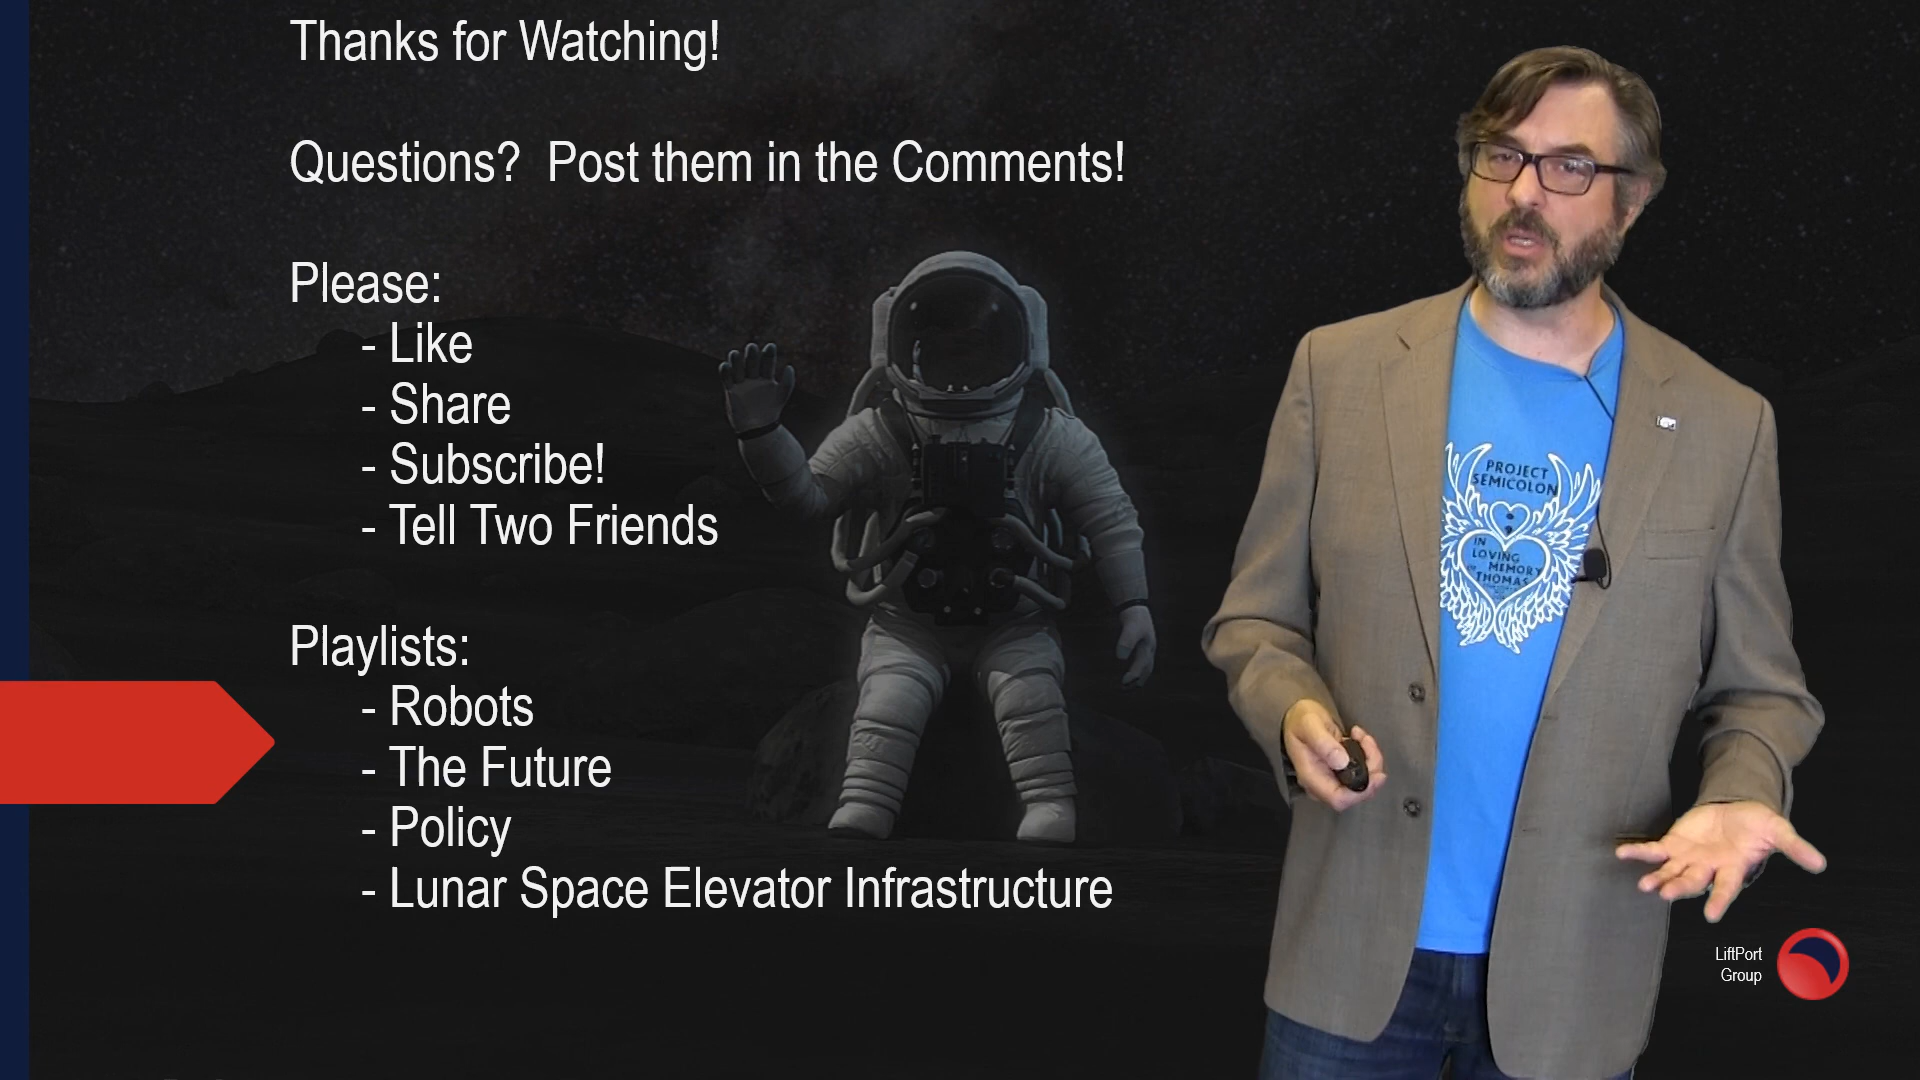 Thanks for Watching!
Questions?  Post them in the Comments!
Please:
- Like
- Share
- Subscribe!
- Tell Two Friends
Playlists:
- Robots
- The Future
- Policy
- Lunar Space Elevator Infrastructure
PROJECT
SEMICOLON
IN
LOVING
MEMORY
OF
THOMAS
LiftPort
Group